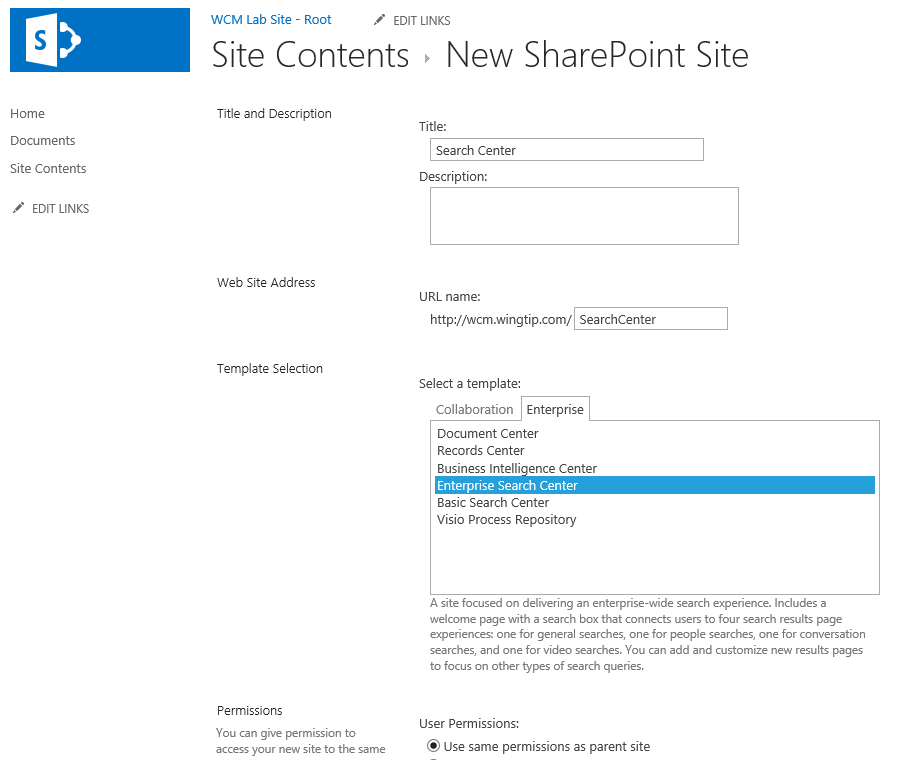 S
WCM Lab Site - Root
EDIT LINKS
Site Contents ▸ New SharePoint Site
Home
Documents
Site Contents
EDIT LINKS
Title and Description
Title:
Search Center
Description:
Web Site Address
URL name:
http://wcm.wingtip.com/ SearchCenter
Template Selection
Select a template:
Collaboration Enterprise
Document Center
Records Center
Business Intelligence Center
Enterprise Search Center
Basic Search Center
Visio Process Repository
A site focused on delivering an enterprise-wide search experience. Includes a
welcome page with a search box that connects users to four search results page
experiences: one for general searches, one for people searches, one for conversation
searches, and one for video searches. You can add and customize new results pages
to focus on other types of search queries.
Permissions
You can give permission to
access your new site to the same
User Permissions:
Use same permissions as parent site